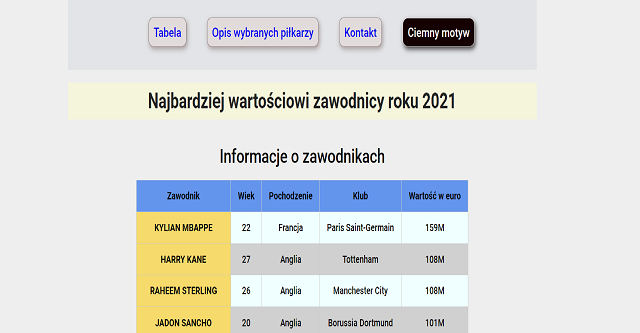 Tabela Opis wybranych piłkarzy Kontakt Ciemny motyw
Najbardziej wartościowi zawodnicy roku 2021
Informacje o zawodnikach
Zawodnik Wiek Pochodzenie Klub Wartość w euro
KYLIAN MBAPPE 22 Francja Paris Saint-Germain 159M
HARRY KANE 27 Anglia Tottenham 108M
RAHEEM STERLING 26 Anglia Manchester City 108M
JADON SANCHO 20 Anglia Borussia Dortmund 101M